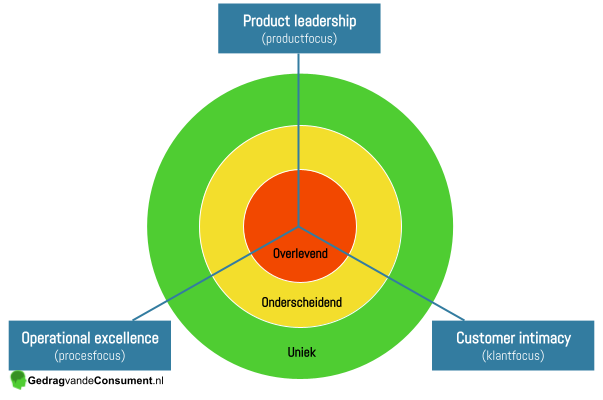 Product leadership
(productfocus)
Overlevend
Onderscheidend
Operational excellence
(procesfocus)
Customer intimacy
(klantfocus)
Uniek
GedragvandeConsument.nl